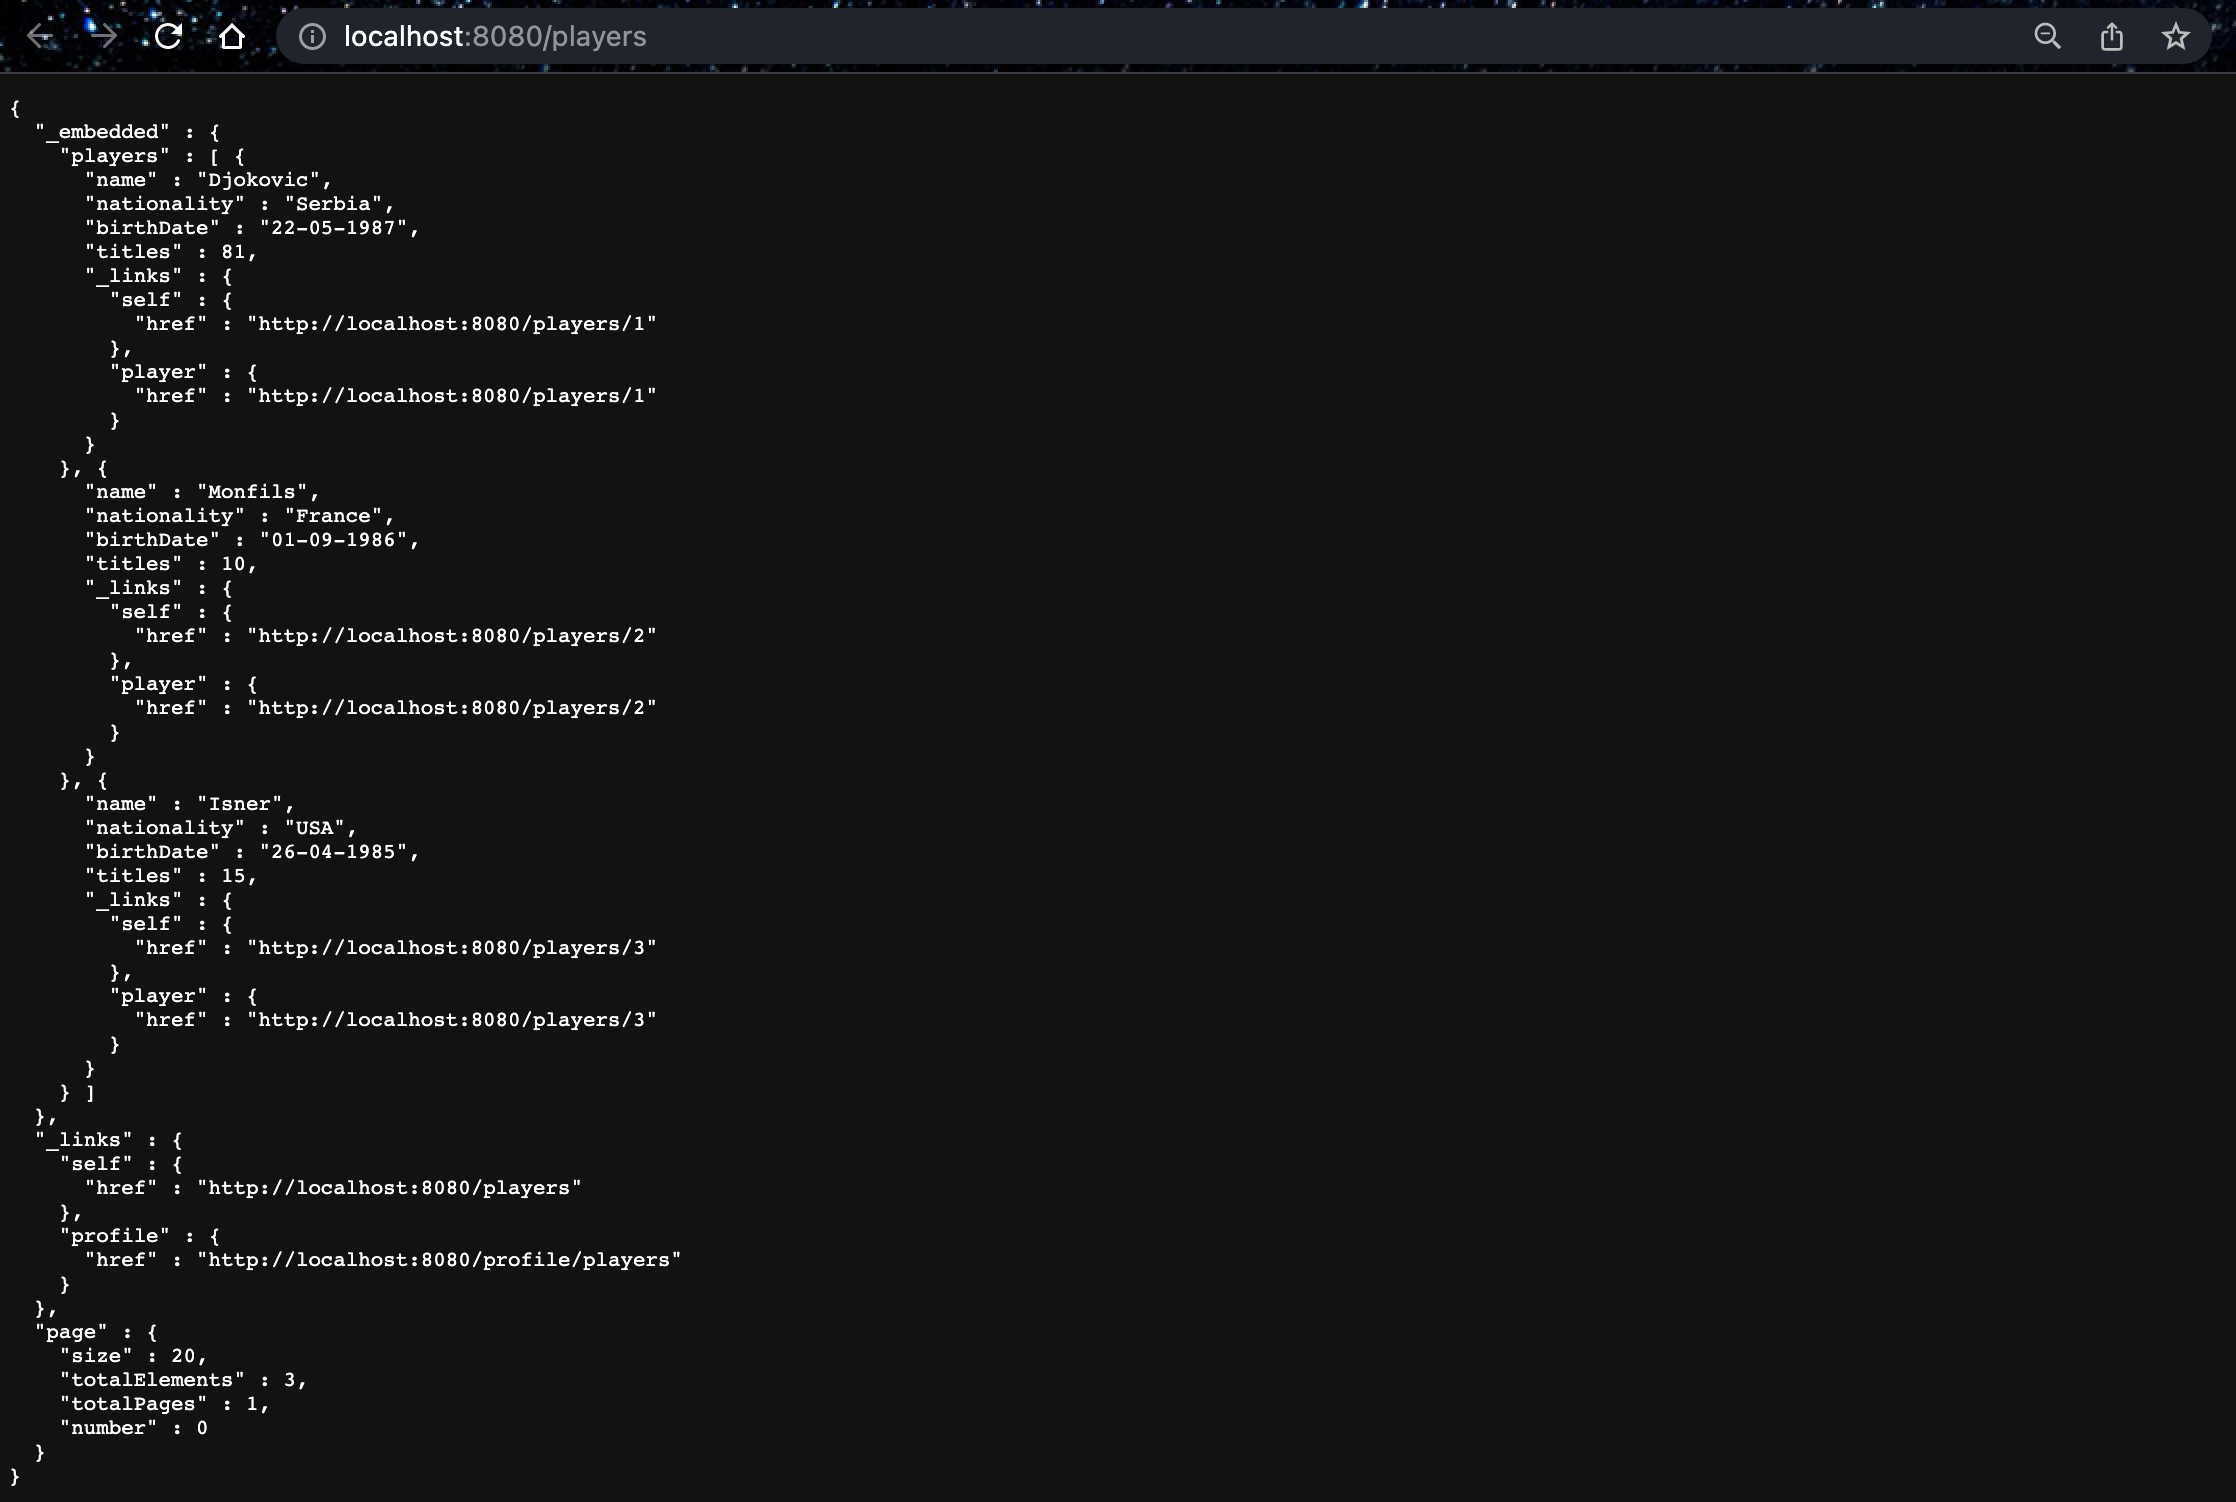 localhost:8080/players
{
  "_embedded" : {
    "players" : [ {
      "name" : "Djokovic",
      "nationality" : "Serbia",
      "birthDate" : "22-05-1987",
      "titles" : 81,
      "_links" : {
        "self" : {
          "href" : "http://localhost:8080/players/1"
        },
        "player" : {
          "href" : "http://localhost:8080/players/1"
        }
      }
    }, {
      "name" : "Monfils",
      "nationality" : "France",
      "birthDate" : "01-09-1986",
      "titles" : 10,
      "_links" : {
        "self" : {
          "href" : "http://localhost:8080/players/2"
        },
        "player" : {
          "href" : "http://localhost:8080/players/2"
        }
      }
    }, {
      "name" : "Isner",
      "nationality" : "USA",
      "birthDate" : "26-04-1985",
      "titles" : 15,
      "_links" : {
        "self" : {
          "href" : "http://localhost:8080/players/3"
        },
        "player" : {
          "href" : "http://localhost:8080/players/3"
        }
      }
    } ]
  },
  "_links" : {
    "self" : {
      "href" : "http://localhost:8080/players"
    },
    "profile" : {
      "href" : "http://localhost:8080/profile/players"
    }
  },
  "page" : {
    "size" : 20,
    "totalElements" : 3,
    "totalPages" : 1,
    "number" : 0
  }
}